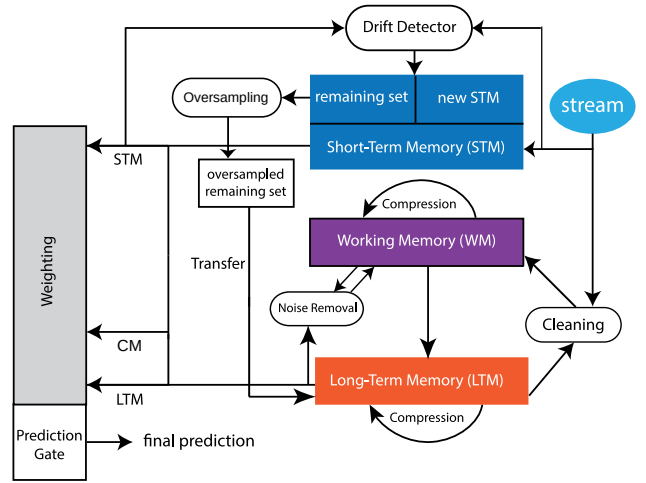 Drift Detector
Oversampling
remaining set
new STM
stream
STM
Short-Term Memory (STM)
oversampled
remaining set
Compression
Working Memory (WM)
Transfer
Weighting
Noise Removal
Cleaning
CM
LTM
Long-Term Memory (LTM)
Compression
Prediction
Gate
final prediction